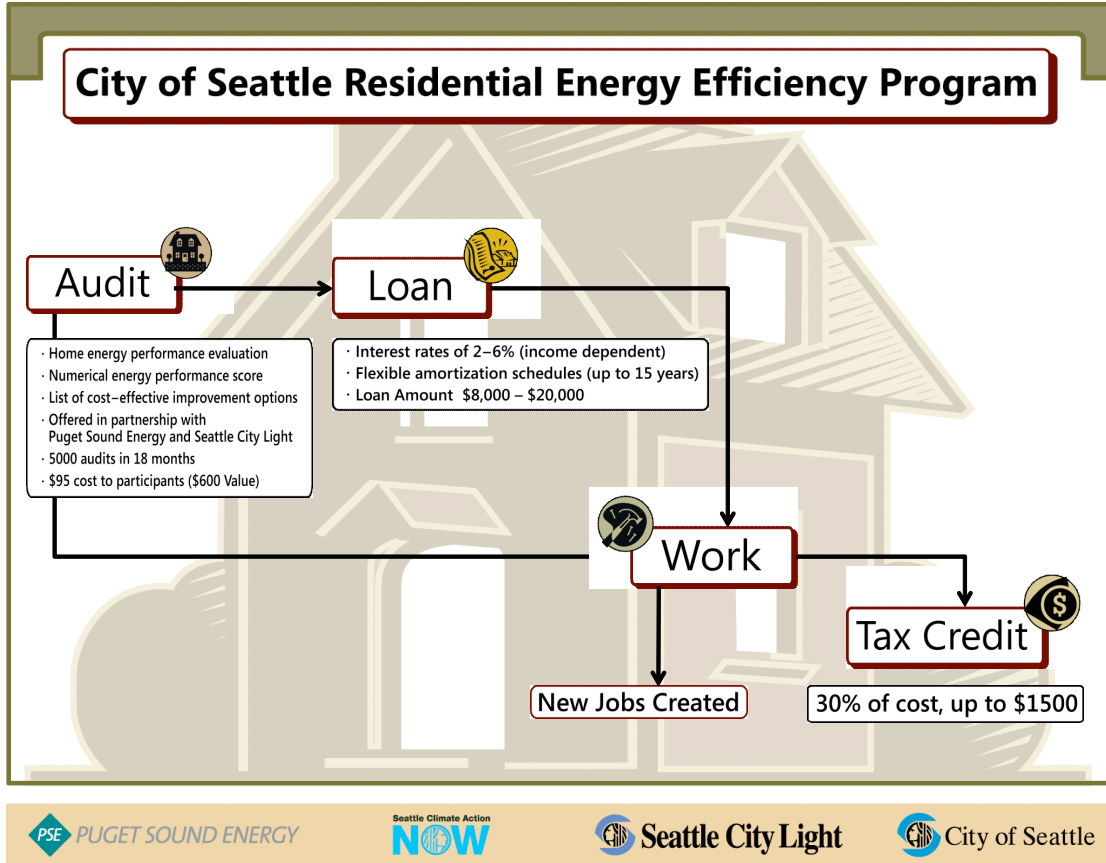 City of Seattle Residential Energy Efficiency Program
Audit
· Home energy performance evaluation
· Numerical energy performance score
· List of cost–effective improvement options
· Offered in partnership with
Puget Sound Energy and Seattle City Light
· 5000 audits in 18 months
· $95 cost to participants ($600 Value)
Loan
· Interest rates of 2–6% (income dependent)
· Flexible amortization schedules (up to 15 years)
· Loan Amount $8,000 – $20,000
Work
New Jobs Created
$
Tax Credit
30% of cost, up to $1500
PSE PUGET SOUND ENERGY
Seattle Climate Action
NOW
Seattle City Light
City of Seattle